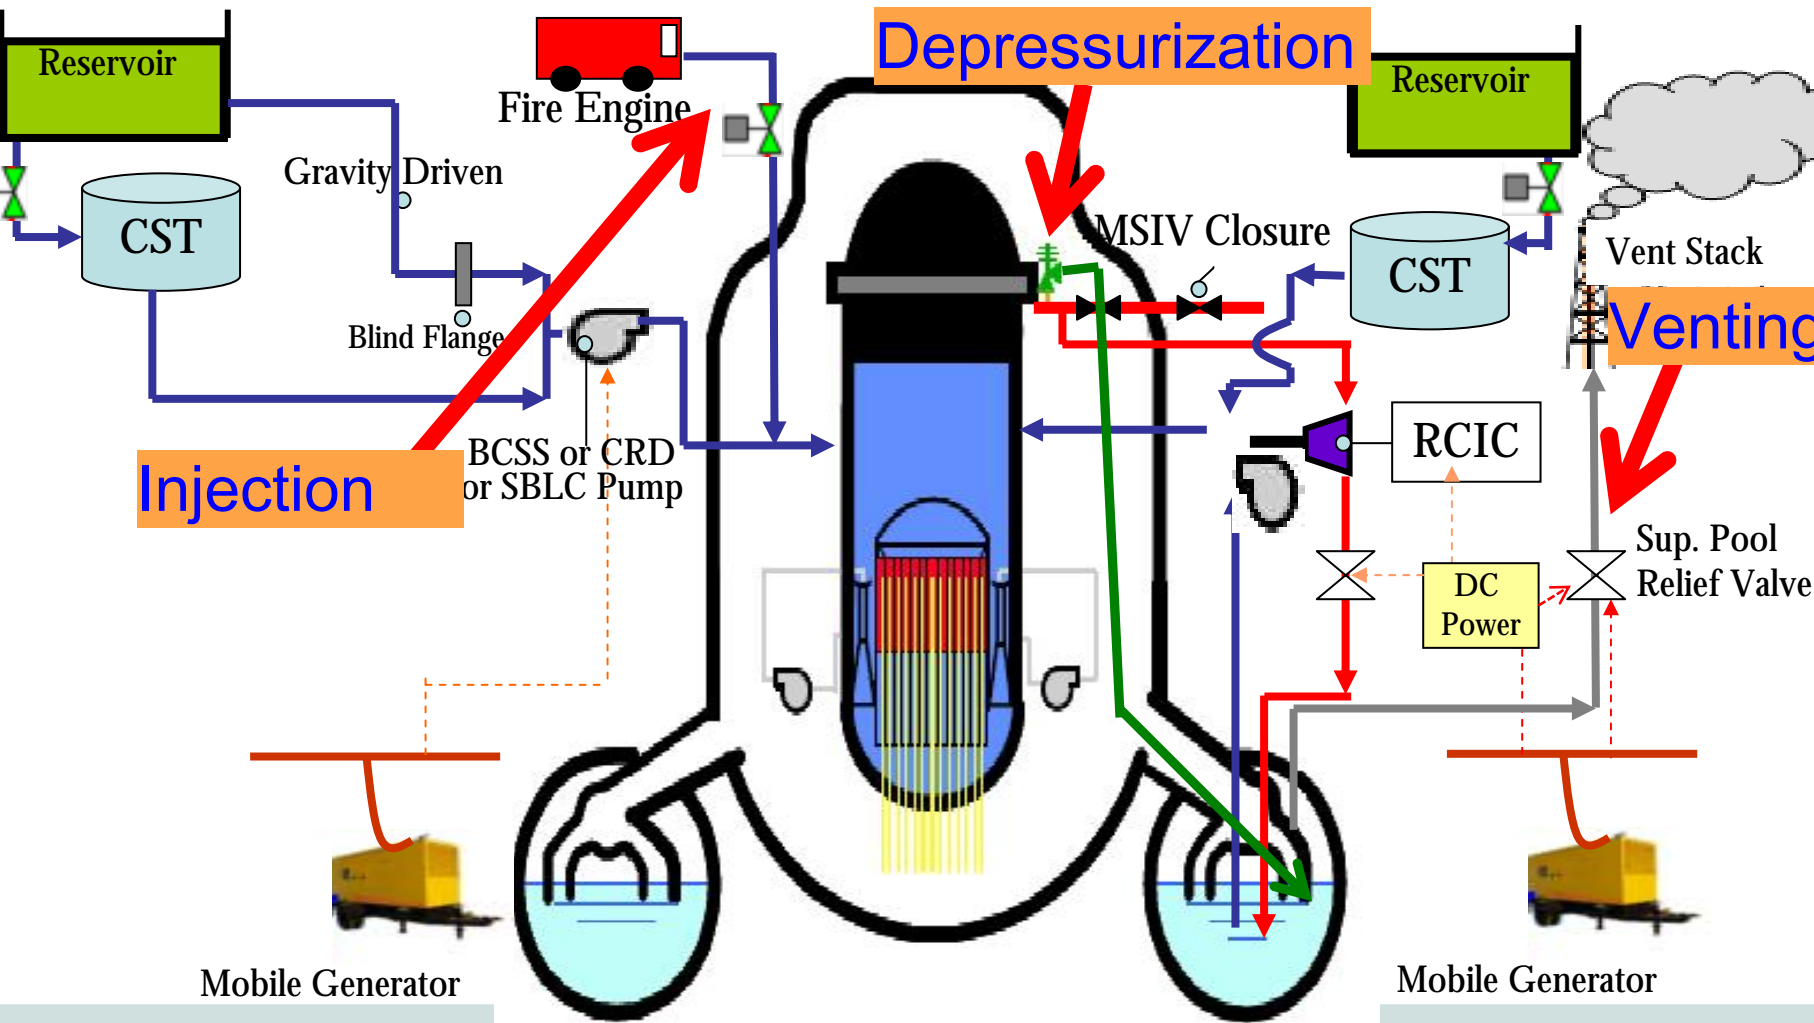 Depressurization
Reservoir
Reservoir
Fire Engine
Gravity Driven
CST
MSIV Closure
CST
Vent Stack
Venting
Blind Flange
RCIC
BCSS or CRD
or SBLC Pump
Injection
Sup. Pool
Relief Valve
DC
Power
Mobile Generator
Mobile Generator